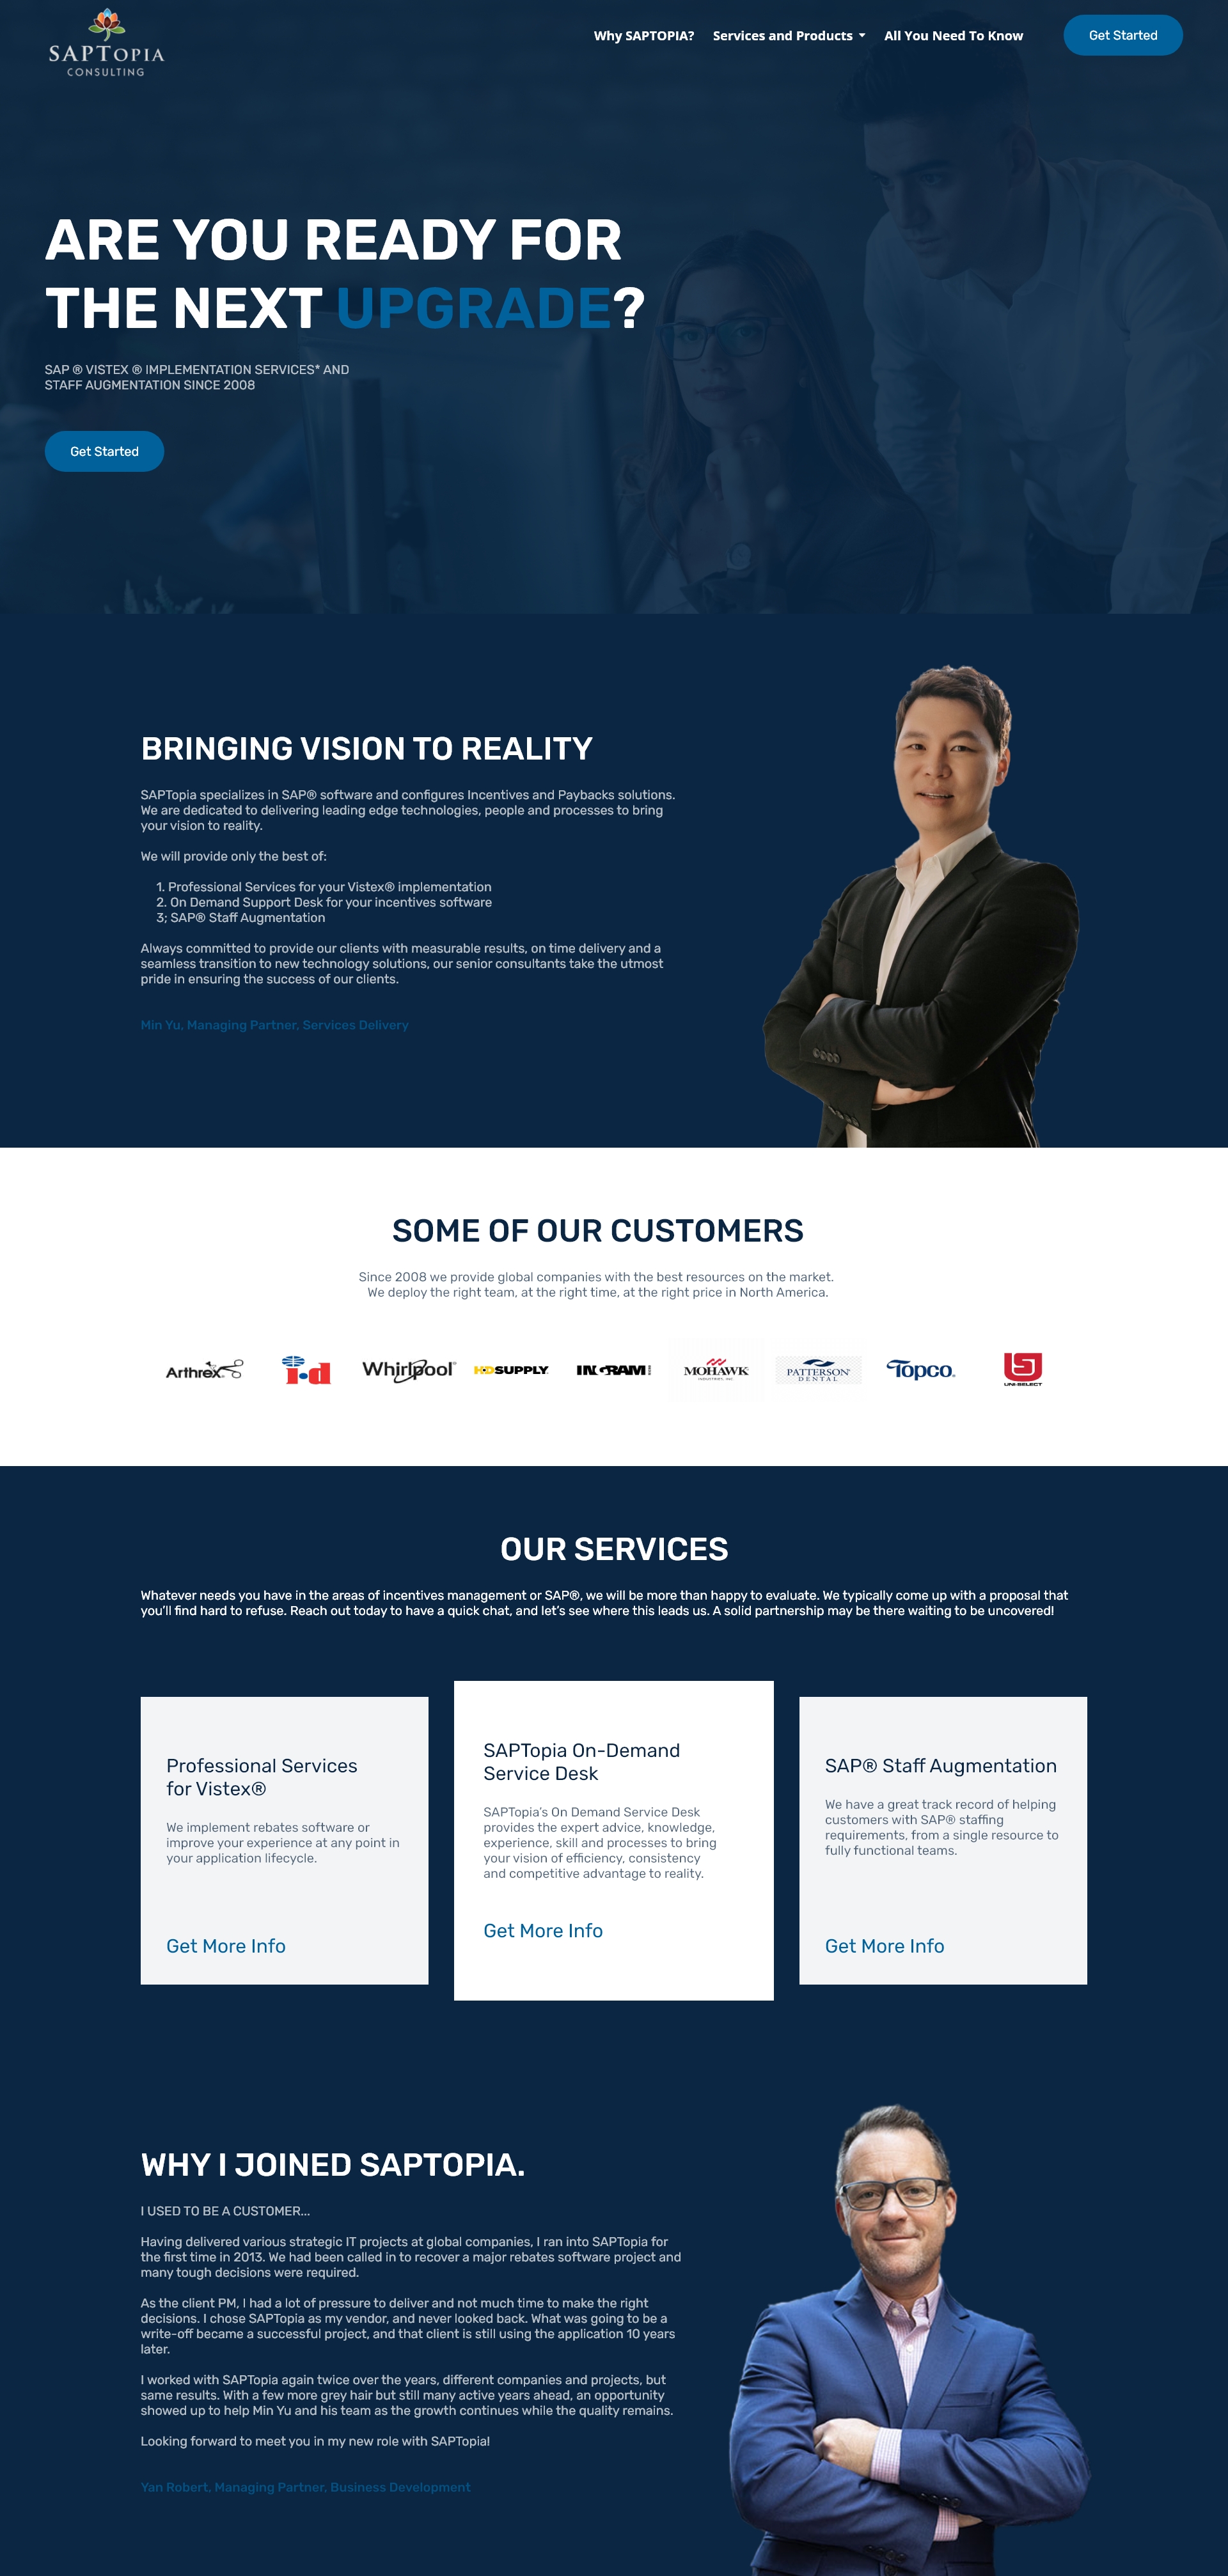 SAPTOPIA
CONSULTING
Why SAPTOPIA?
Services and Products
All You Need To Know
Get Started
ARE YOU READY FOR
THE NEXT UPGRADE?
SAP ® VISTEX ® IMPLEMENTATION SERVICES* AND
STAFF AUGMENTATION SINCE 2008
Get Started
BRINGING VISION TO REALITY
SAPTopia specializes in SAP® software and configures Incentives and Paybacks solutions.
We are dedicated to delivering leading edge technologies, people and processes to bring
your vision to reality.
We will provide only the best of:
1. Professional Services for your Vistex® implementation
2. On Demand Support Desk for your incentives software
3; SAP® Staff Augmentation
Always committed to provide our clients with measurable results, on time delivery and a
seamless transition to new technology solutions, our senior consultants take the utmost
pride in ensuring the success of our clients.
Min Yu, Managing Partner, Services Delivery
SOME OF OUR CUSTOMERS
Since 2008 we provide global companies with the best resources on the market.
We deploy the right team, at the right time, at the right price in North America.
Arthrex
i-d
Whirlpool
HD SUPPLY
INGRAM
MOHAWK
INDUSTRIES, INC.
PATTERSON
DENTAL
Topco
UNI-SELECT
OUR SERVICES
Whatever needs you have in the areas of incentives management or SAP®, we will be more than happy to evaluate. We typically come up with a proposal that
you'll find hard to refuse. Reach out today to have a quick chat, and let's see where this leads us. A solid partnership may be there waiting to be uncovered!
Professional Services
for Vistex®
We implement rebates software or
improve your experience at any point in
your application lifecycle.
Get More Info
SAPTopia On-Demand
Service Desk
SAPTopia's On Demand Service Desk
provides the expert advice, knowledge,
experience, skill and processes to bring
your vision of efficiency, consistency
and competitive advantage to reality.
Get More Info
SAP® Staff Augmentation
We have a great track record of helping
customers with SAP® staffing
requirements, from a single resource to
fully functional teams.
Get More Info
WHY I JOINED SAPTOPIA.
I USED TO BE A CUSTOMER...
Having delivered various strategic IT projects at global companies, I ran into SAPTopia for
the first time in 2013. We had been called in to recover a major rebates software project and
many tough decisions were required.
As the client PM, I had a lot of pressure to deliver and not much time to make the right
decisions. I chose SAPTopia as my vendor, and never looked back. What was going to be a
write-off became a successful project, and that client is still using the application 10 years
later.
I worked with SAPTopia again twice over the years, different companies and projects, but
same results. With a few more grey hair but still many active years ahead, an opportunity
showed up to help Min Yu and his team as the growth continues while the quality remains.
Looking forward to meet you in my new role with SAPTopia!
Yan Robert, Managing Partner, Business Development